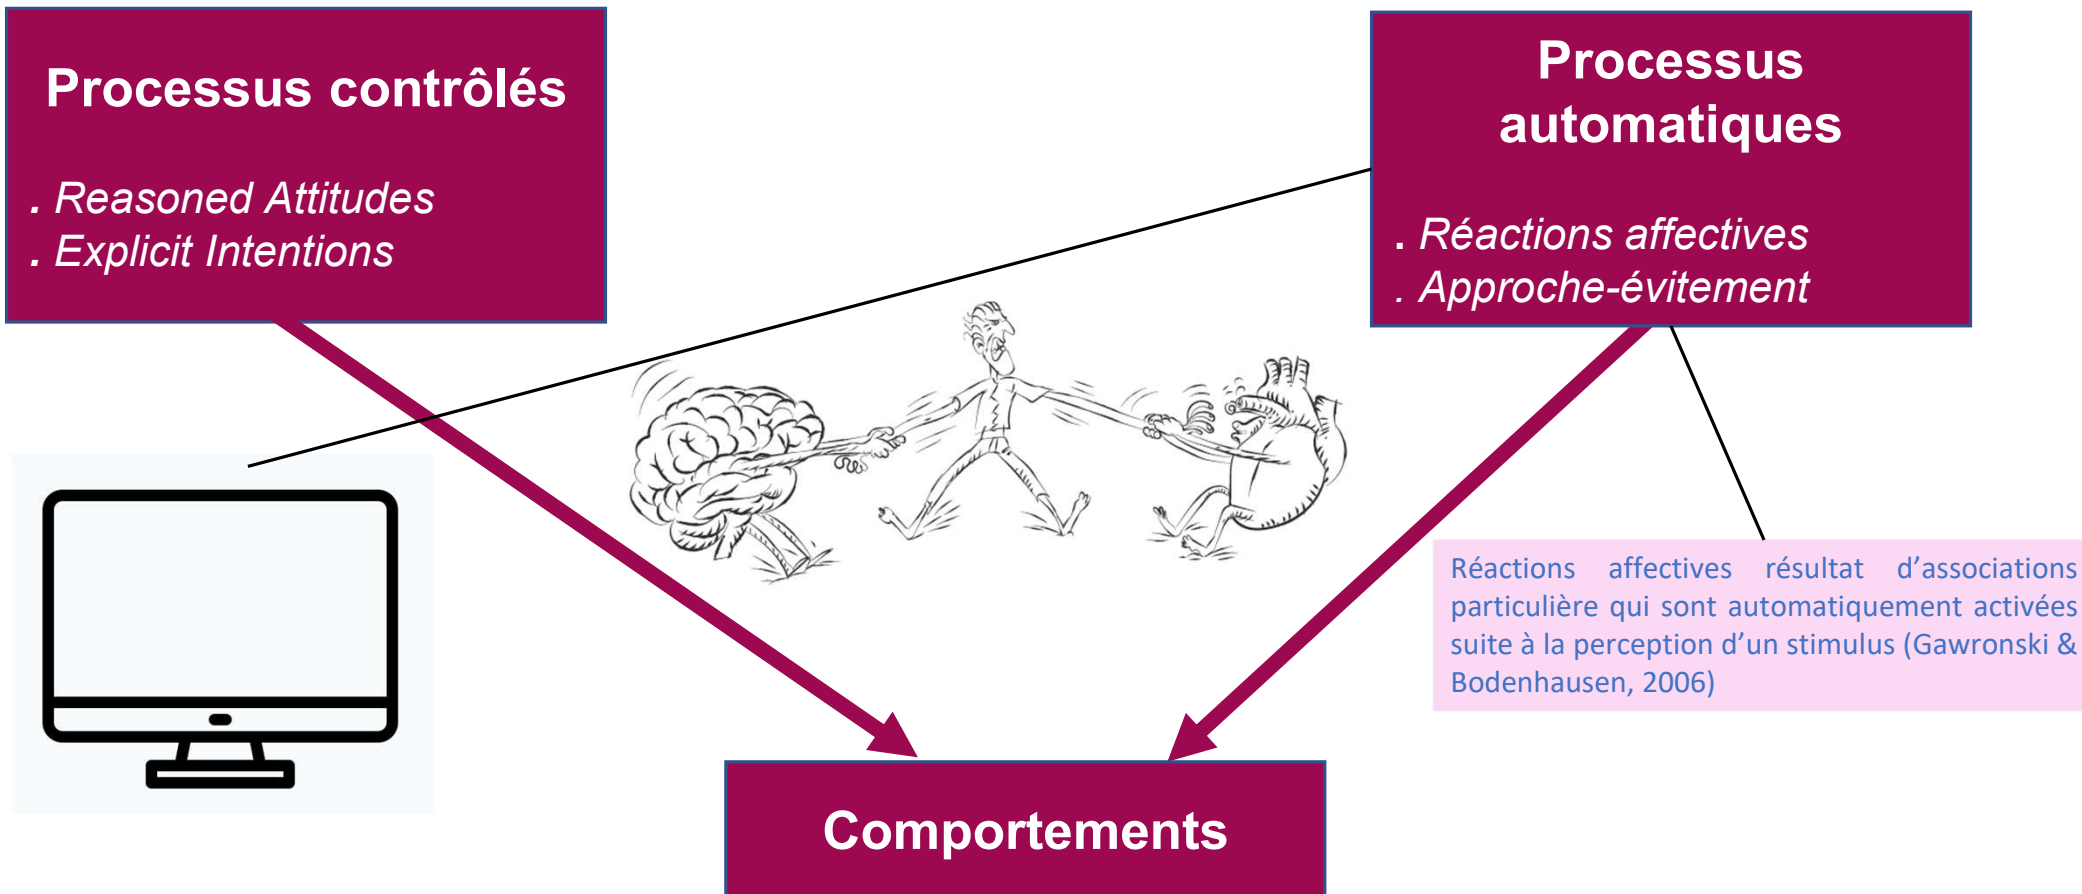 Processus contrôlés
. Reasoned Attitudes
. Explicit Intentions
Processus
automatiques
. Réactions affectives
. Approche-évitement
Réactions affectives résultat d’associations
particulière qui sont automatiquement activées
suite à la perception d’un stimulus (Gawronski &
Bodenhausen, 2006)
Comportements